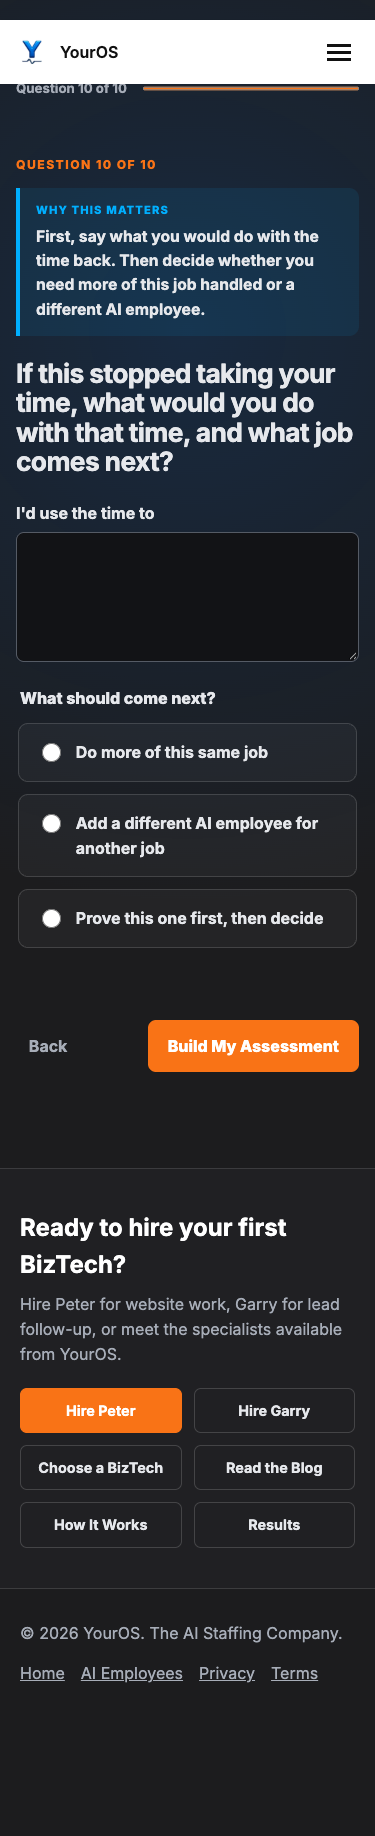 YourOS
Question 10 of 10
QUESTION 10 OF 10
WHY THIS MATTERS
First, say what you would do with the
time back. Then decide whether you
need more of this job handled or a
different AI employee.
If this stopped taking your
time, what would you do
with that time, and what job
comes next?
I'd use the time to
What should come next?
Do more of this same job
Add a different AI employee for
another job
Prove this one first, then decide
Back
Build My Assessment
Ready to hire your first
BizTech?
Hire Peter for website work, Garry for lead
follow-up, or meet the specialists available
from YourOS.
Hire Peter
Hire Garry
Choose a BizTech
Read the Blog
How It Works
Results
© 2026 YourOS. The AI Staffing Company.
Home AI Employees Privacy Terms